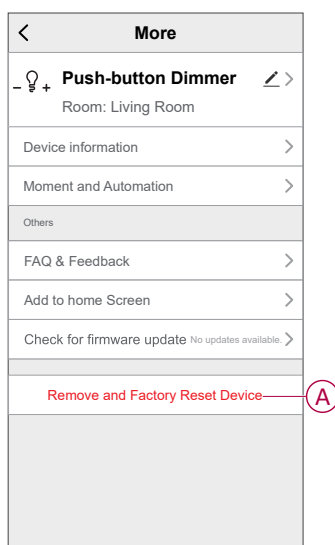 More
Push-button Dimmer
Room: Living Room
Device information
Moment and Automation
Others
FAQ & Feedback
Add to home Screen
Check for firmware update No updates available.
Remove and Factory Reset Device
A